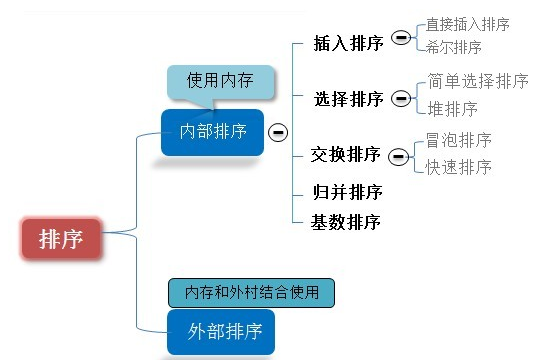 直接插入排序
插入排序
希尔排序
使用内存
简单选择排序
选择排序
堆排序
内部排序
冒泡排序
交换排序
快速排序
归并排序
基数排序
排序
内存和外村结合使用
外部排序